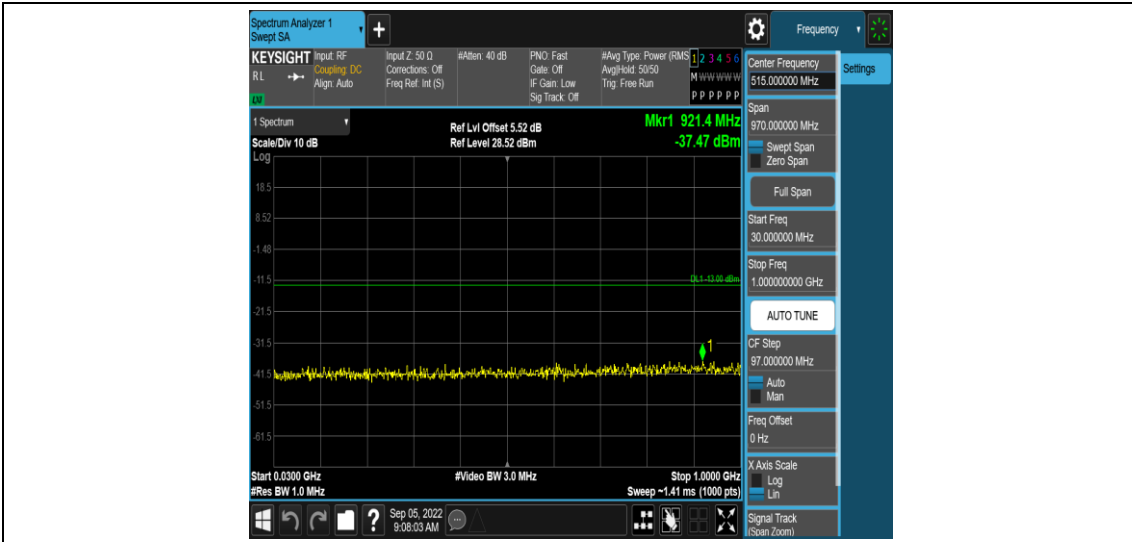 Spectrum Analyzer 1
Swept SA
+
Frequency
KEYSIGHT
RL
LXI
Input: RF
Coupling: DC
Align: Auto
Input Z: 50 Ω
Corrections: Off
Freq Ref: Int (S)
#Atten: 40 dB
PNO: Fast
Gate: Off
IF Gain: Low
Sig Track: Off
#Avg Type: Power (RMS
Avg|Hold: 50/50
Trig: Free Run
1 2 3 4 5 6
M W W W W W
P P P P P P
1 Spectrum
Scale/Div 10 dB
Log
Ref Lvl Offset 5.52 dB
Ref Level 28.52 dBm
Mkr1 921.4 MHz
-37.47 dBm
18.5
8.52
-1.48
-11.5
DL1 -13.00 dBm
-21.5
-31.5
1
-41.5
-51.5
-61.5
Start 0.0300 GHz
#Res BW 1.0 MHz
#Video BW 3.0 MHz
Stop 1.0000 GHz
Sweep ~1.41 ms (1000 pts)
?
Sep 05, 2022
9:08:03 AM
Center Frequency
515.000000 MHz
Settings
Span
970.000000 MHz
Swept Span
Zero Span
Full Span
Start Freq
30.000000 MHz
Stop Freq
1.000000000 GHz
AUTO TUNE
CF Step
97.000000 MHz
Auto
Man
Freq Offset
0 Hz
X Axis Scale
Log
Lin
Signal Track
(Span Zoom)